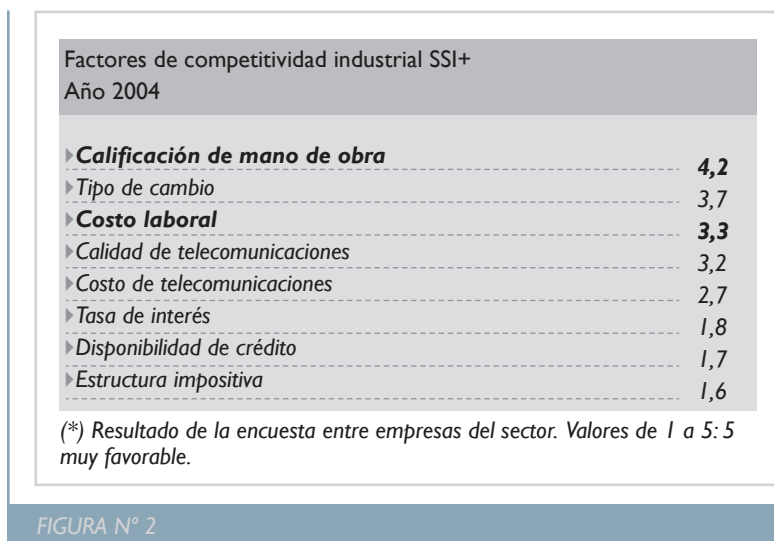 Factores de competitividad industrial SSI+
Año 2004
Calificación de mano de obra 4,2
Tipo de cambio 3,7
Costo laboral 3,3
Calidad de telecomunicaciones 3,2
Costo de telecomunicaciones 2,7
Tasa de interés 1,8
Disponibilidad de crédito 1,7
Estructura impositiva 1,6
(*) Resultado de la encuesta entre empresas del sector. Valores de 1 a 5: 5
muy favorable.
FIGURA Nº 2